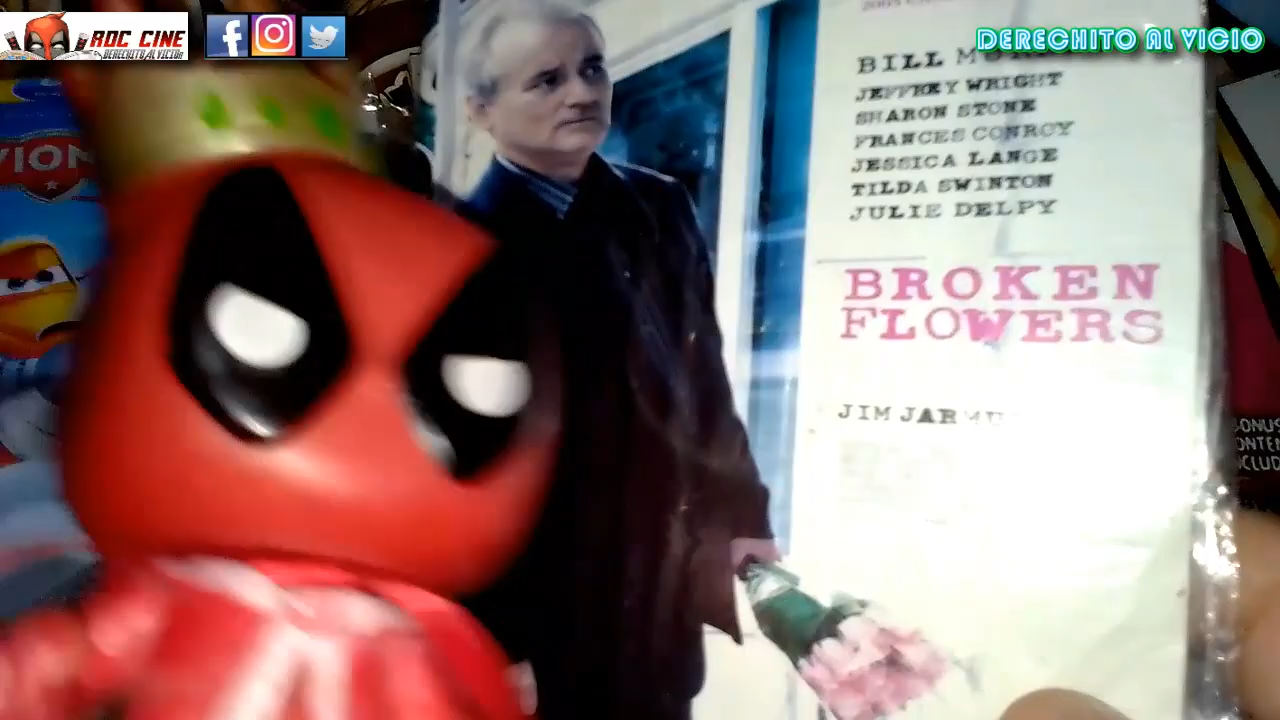 ROC CINE
DERECHITO AL VICIO
DERECHITO AL VICIO
BILL
JEFFREY WRIGHT
SHARON STONE
FRANCES CONROY
JESSICA LANGE
TILDA SWINTON
JULIE DELPY
BROKEN
FLOWERS
JIM